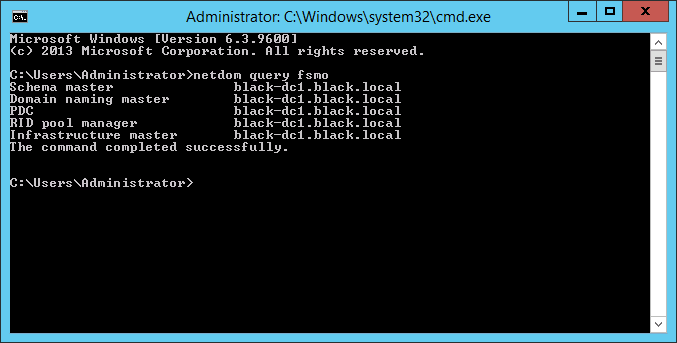 Administrator: C:\Windows\system32\cmd.exe
Microsoft Windows [Version 6.3.9600]
(c) 2013 Microsoft Corporation. All rights reserved.
C:\Users\Administrator>netdom query fsmo
Schema master black-dc1.black.local
Domain naming master black-dc1.black.local
PDC black-dc1.black.local
RID pool manager black-dc1.black.local
Infrastructure master black-dc1.black.local
The command completed successfully.
C:\Users\Administrator>